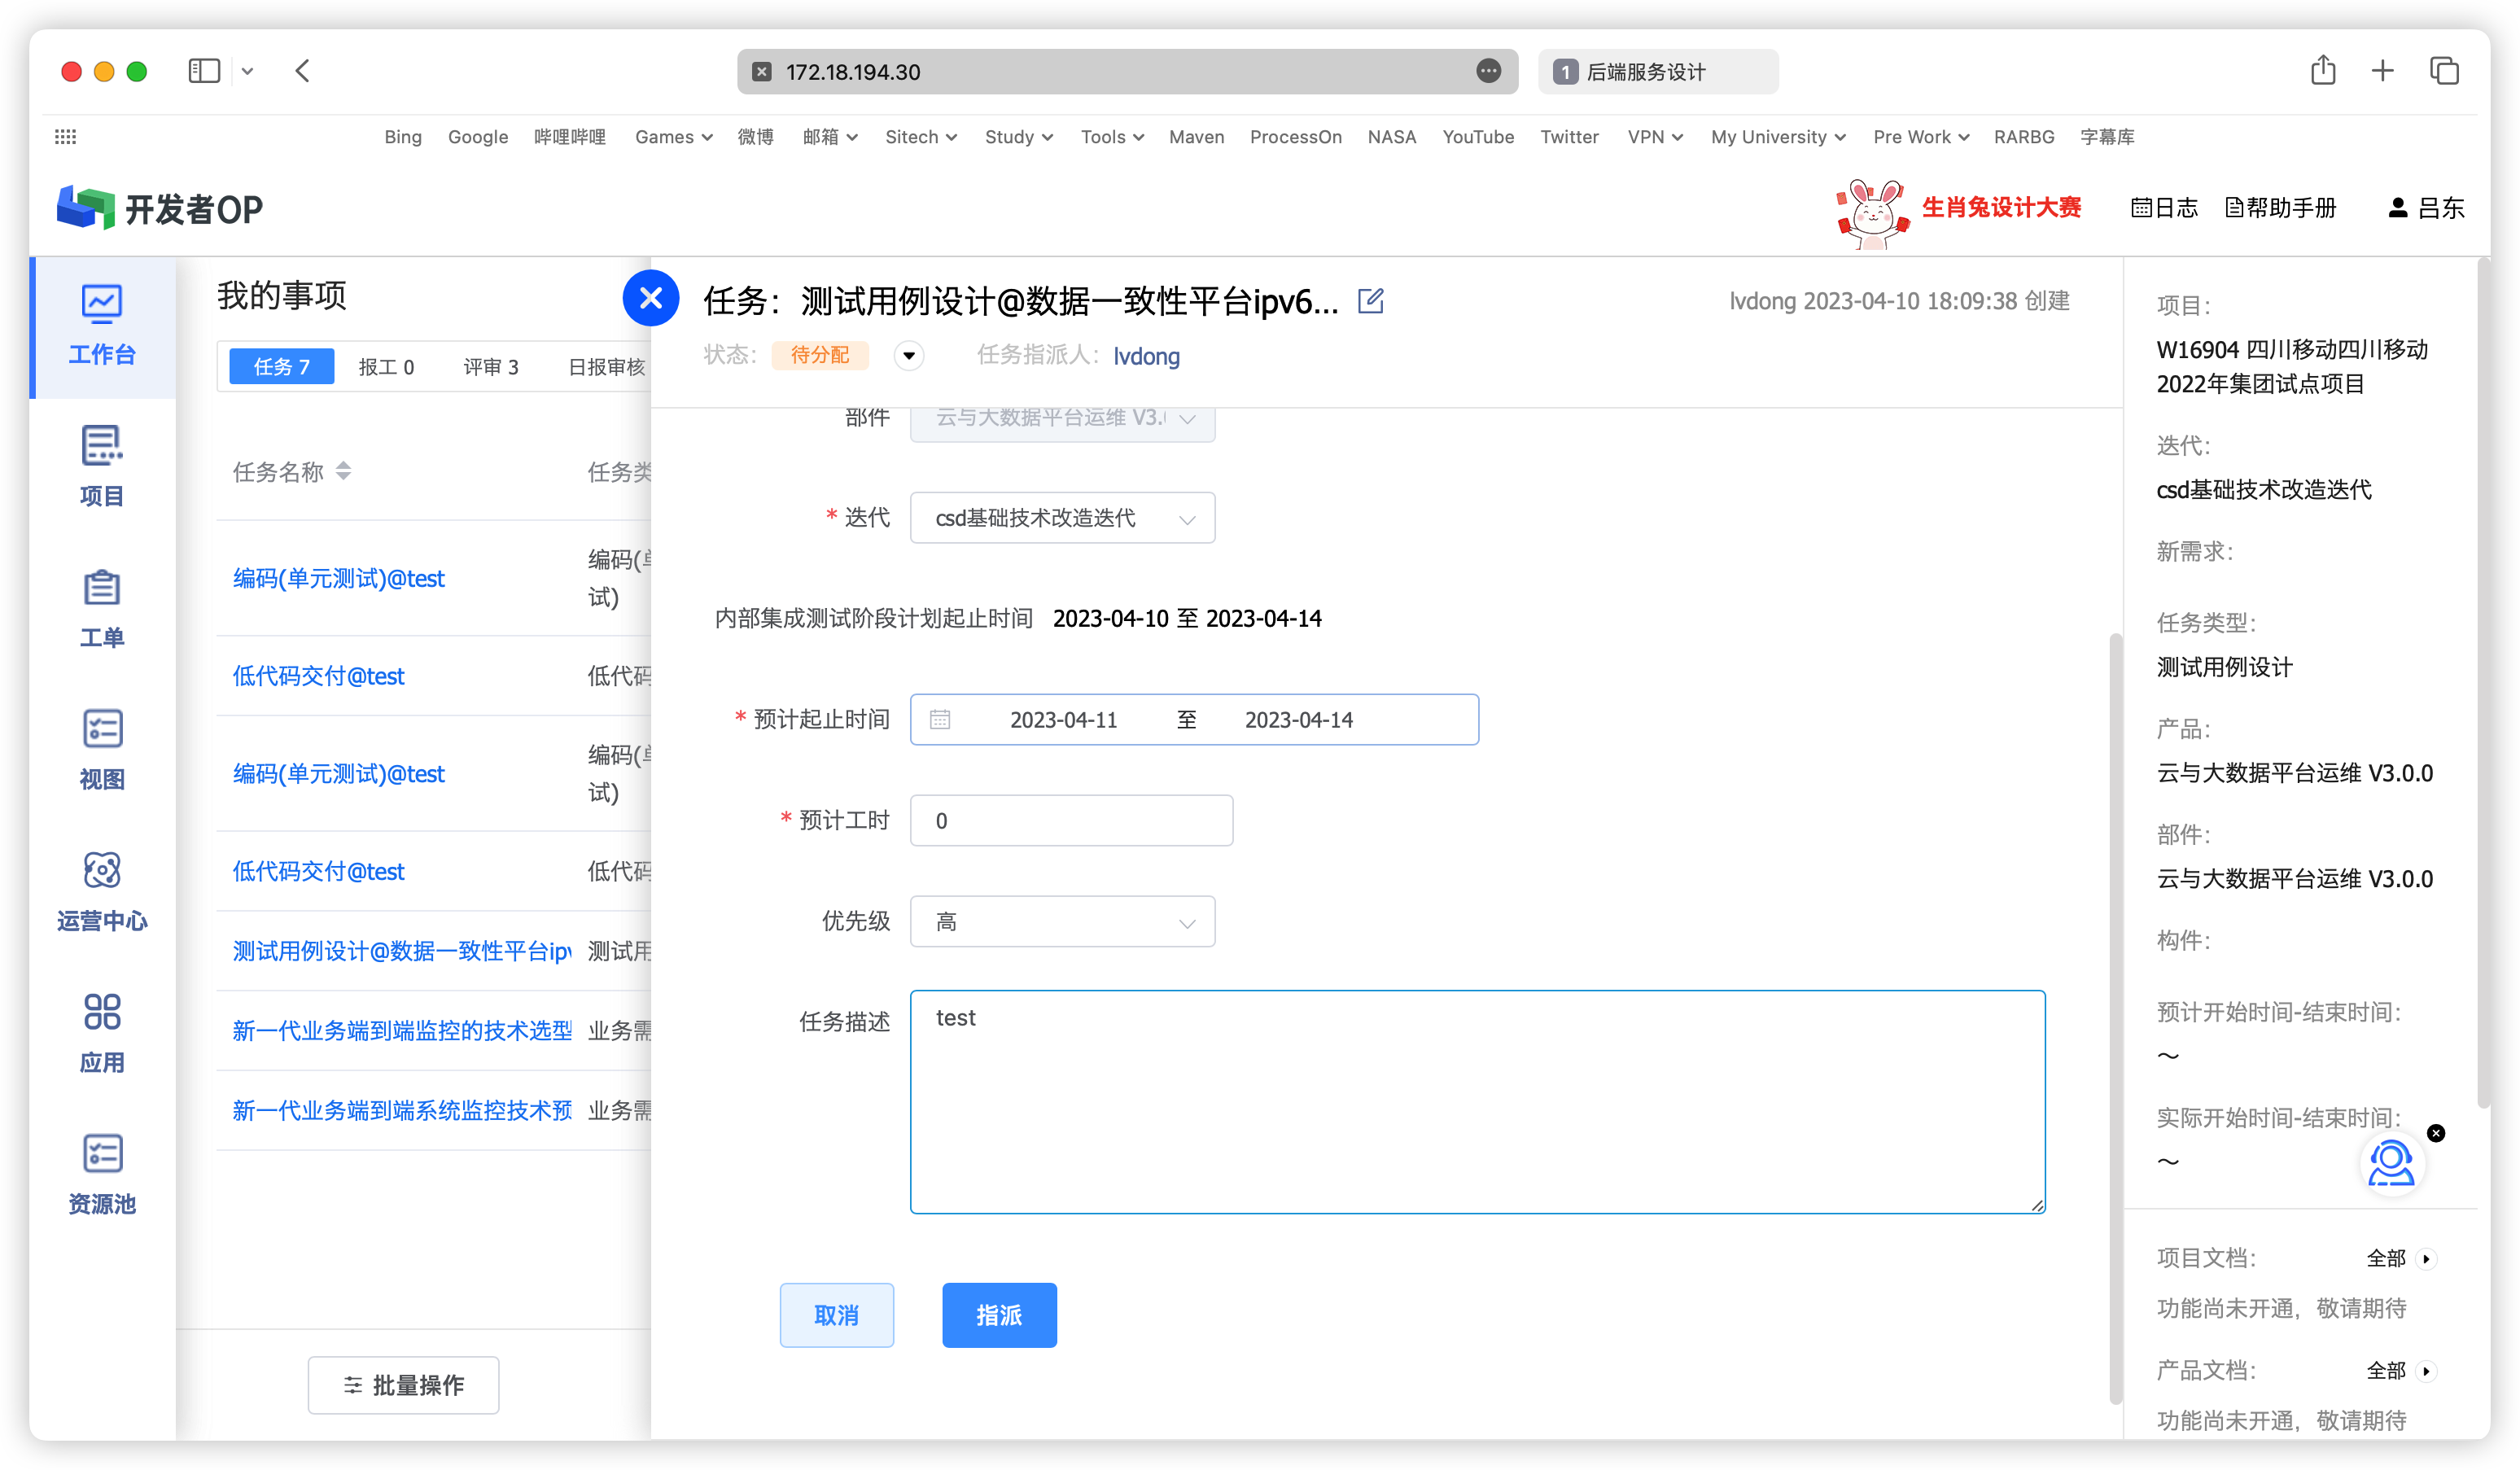 172.18.194.30
1 后端服务设计
Bing Google 哔哩哔哩 Games 微博 邮箱 Sitech Study Tools Maven ProcessOn NASA YouTube Twitter VPN My University Pre Work RARBG 字幕库
开发者OP
生肖兔设计大赛 日志 帮助手册 吕东
工作台
项目
工单
视图
运营中心
应用
资源池
我的事项
任务 7 报工 0 评审 3 日报审核
任务名称 任务类
编码(单元测试)@test 编码(单
试)
低代码交付@test 低代码
编码(单元测试)@test 编码(单
试)
低代码交付@test 低代码
测试用例设计@数据一致性平台ipv 测试用
新一代业务端到端监控的技术选型 业务需
新一代业务端到端系统监控技术预 业务需
批量操作
任务：测试用例设计@数据一致性平台ipv6...
lvdong 2023-04-10 18:09:38 创建
状态： 待分配 任务指派人： lvdong
部件 云与大数据平台运维 V3.
* 迭代 csd基础技术改造迭代
内部集成测试阶段计划起止时间 2023-04-10 至 2023-04-14
* 预计起止时间 2023-04-11 至 2023-04-14
* 预计工时 0
优先级 高
任务描述 test
取消 指派
项目：
W16904 四川移动四川移动
2022年集团试点项目
迭代：
csd基础技术改造迭代
新需求：
任务类型：
测试用例设计
产品：
云与大数据平台运维 V3.0.0
部件：
云与大数据平台运维 V3.0.0
构件：
预计开始时间-结束时间：
～
实际开始时间-结束时间：
～
项目文档： 全部
功能尚未开通，敬请期待
产品文档： 全部
功能尚未开通，敬请期待